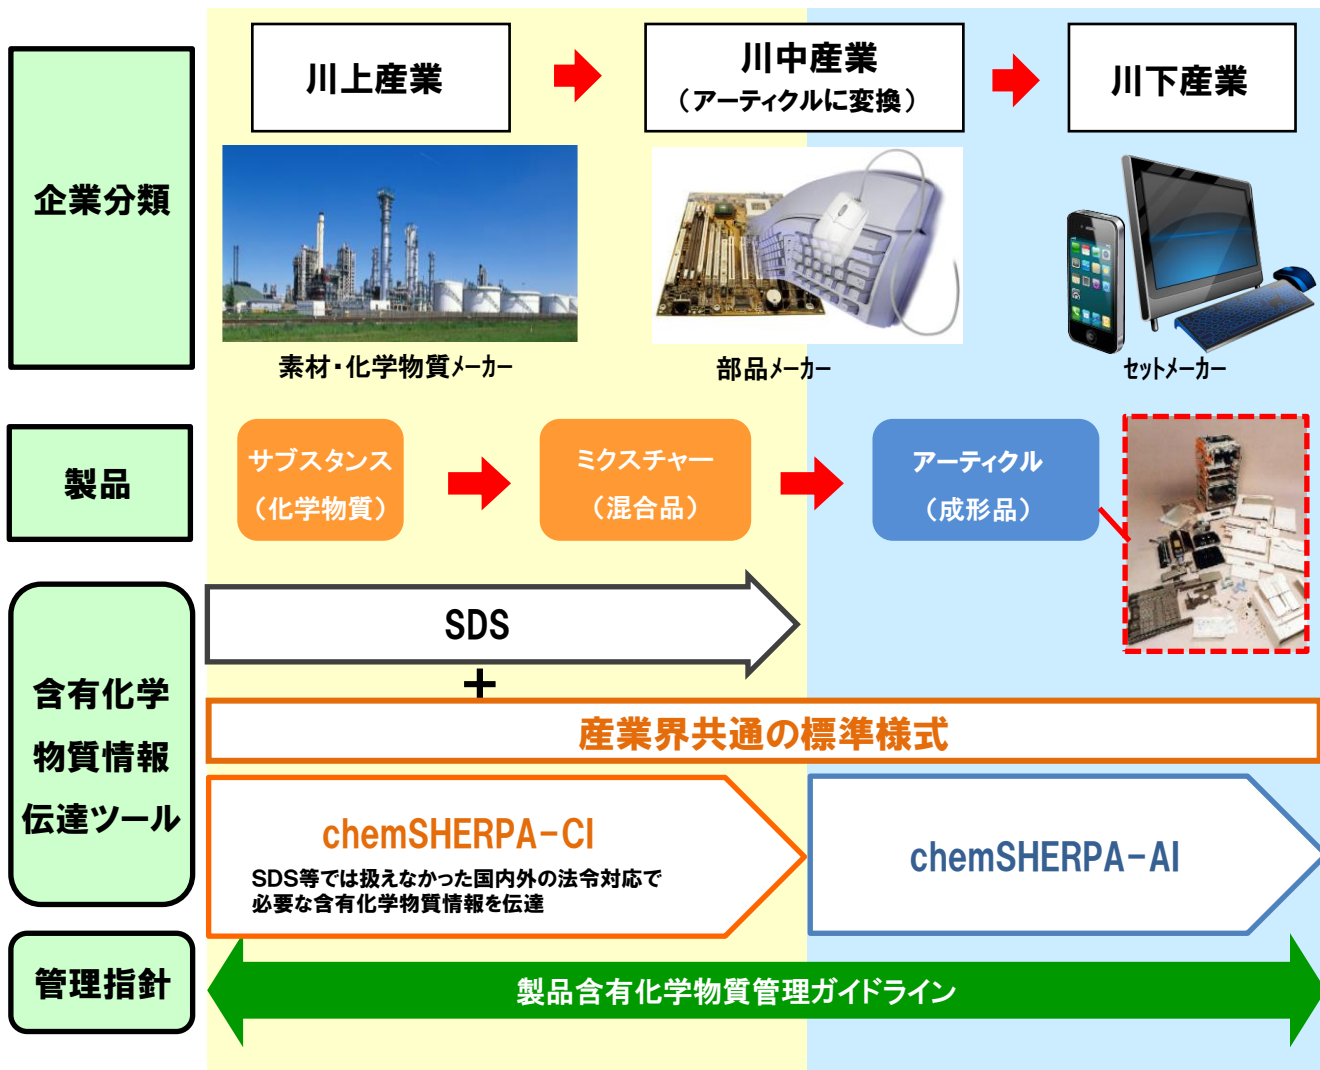 企業分類
川上産業
川中産業
（アーティクルに変換）
川下産業
素材・化学物質メーカー
部品メーカー
セットメーカー
製品
サブスタンス
（化学物質）
ミクスチャー
（混合品）
アーティクル
（成形品）
含有化学
物質情報
伝達ツール
SDS
+
産業界共通の標準様式
chemSHERPA-CI
SDS等では扱えなかった国内外の法令対応で
必要な含有化学物質情報を伝達
chemSHERPA-AI
管理指針
製品含有化学物質管理ガイドライン